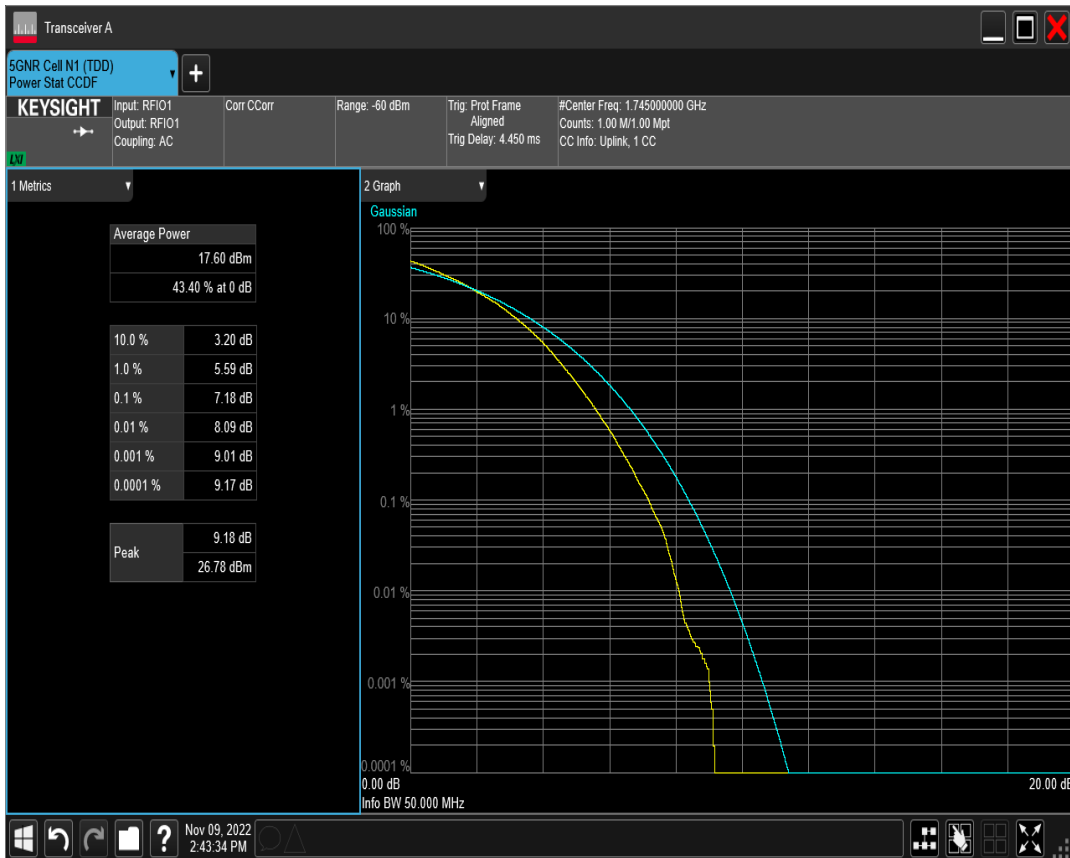 Transceiver A
5GNR Cell N1 (TDD)
Power Stat CCDF
KEYSIGHT
LXI
Input: RFIO1
Output: RFIO1
Coupling: AC
Corr CCorr
Range: -60 dBm
Trig: Prot Frame
Aligned
Trig Delay: 4.450 ms
#Center Freq: 1.745000000 GHz
Counts: 1.00 M/1.00 Mpt
CC Info: Uplink, 1 CC
1 Metrics
Average Power
17.60 dBm
43.40 % at 0 dB
10.0 % 3.20 dB
1.0 % 5.59 dB
0.1 % 7.18 dB
0.01 % 8.09 dB
0.001 % 9.01 dB
0.0001 % 9.17 dB
Peak
9.18 dB
26.78 dBm
2 Graph
Gaussian
100 %
10 %
1 %
0.1 %
0.01 %
0.001 %
0.0001 %
0.00 dB 20.00 dB
Info BW 50.000 MHz
?
Nov 09, 2022
2:43:34 PM